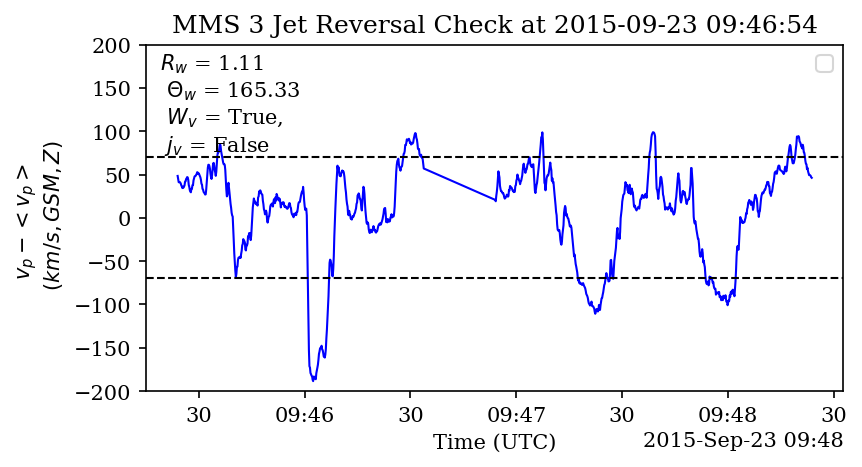 MMS 3 Jet Reversal Check at 2015-09-23 09:46:54
R_w = 1.11
Θ_w = 165.33
W_v = True,
j_v = False
200
150
100
50
0
−50
−100
−150
−200
v_p − < v_p >
(km/s, GSM, Z)
30
09:46
30
09:47
30
09:48
30
Time (UTC)
2015-Sep-23 09:48